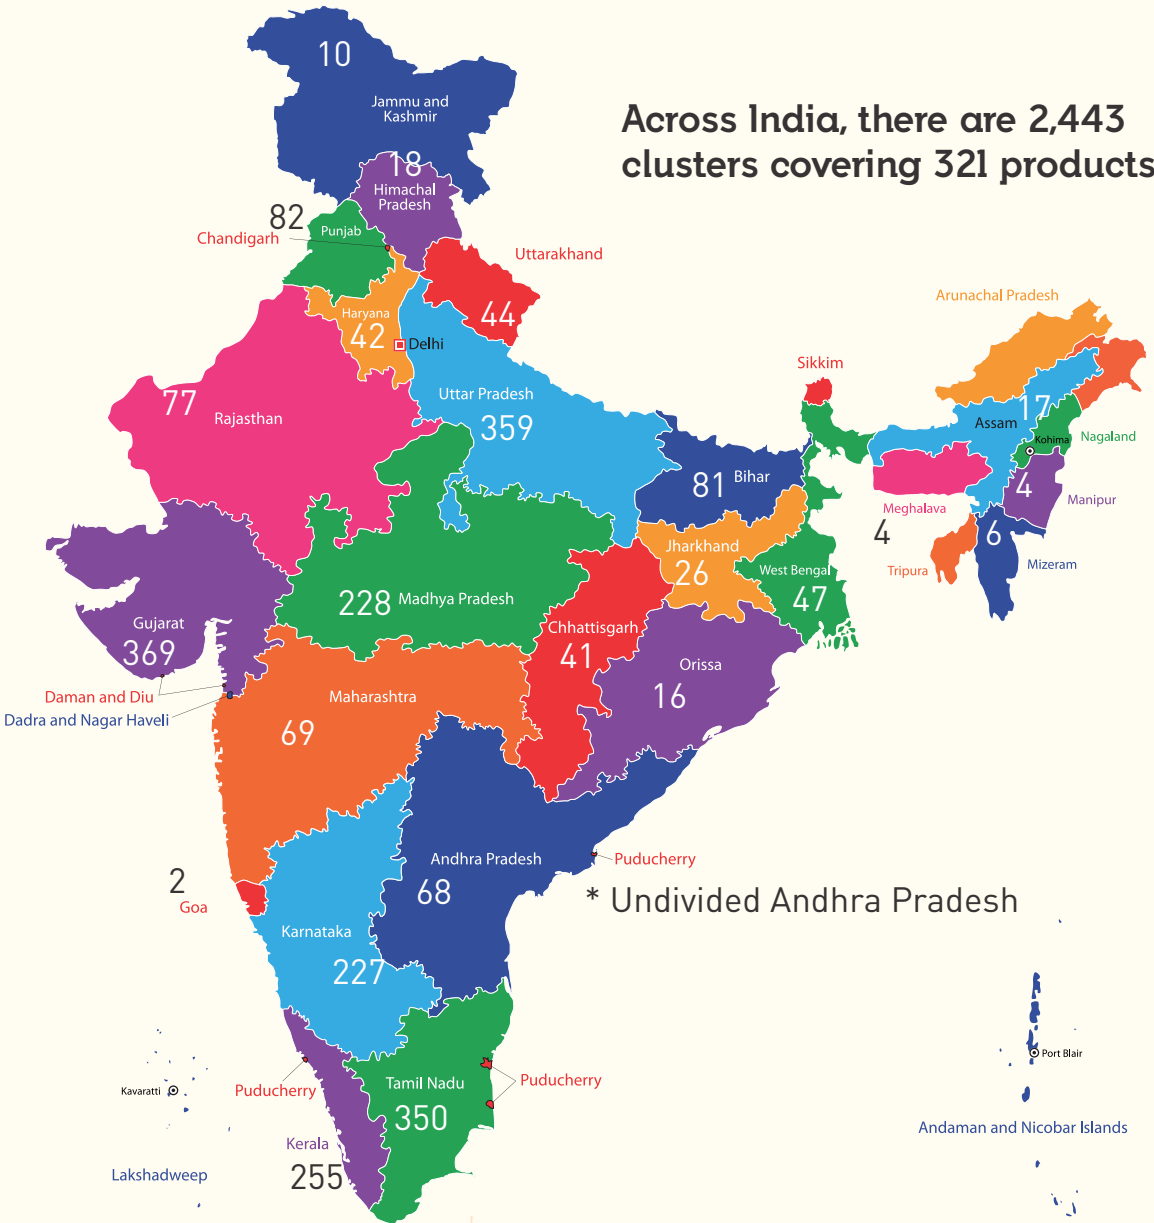 10
Jammu and
Kashmir
Across India, there are 2,443
clusters covering 321 products
18
Himachal
Pradesh
82
Punjab
Chandigarh
Uttarakhand
44
Haryana
42
Delhi
Arunachal Pradesh
Sikkim
77
Rajasthan
Uttar Pradesh
359
17
Assam
Kohima
Nagaland
81
Bihar
4
Manipur
Meghalava
4
6
Mizeram
Tripura
Jharkhand
26
West Bengal
47
228
Madhya Pradesh
Gujarat
369
Chhattisgarh
41
Orissa
16
Daman and Diu
Dadra and Nagar Haveli
Maharashtra
69
Andhra Pradesh
68
Puducherry
* Undivided Andhra Pradesh
2
Goa
Karnataka
227
Port Blair
Kavaratti
Puducherry
Tamil Nadu
350
Puducherry
Andaman and Nicobar Islands
Kerala
255
Lakshadweep